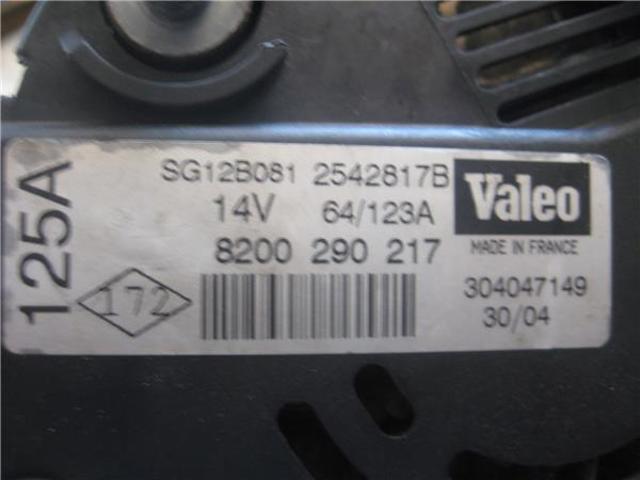 125A
SG12B081 2542817B
14V 64/123A
8200 290 217
172
Valeo
MADE IN FRANCE
304047149
30/04